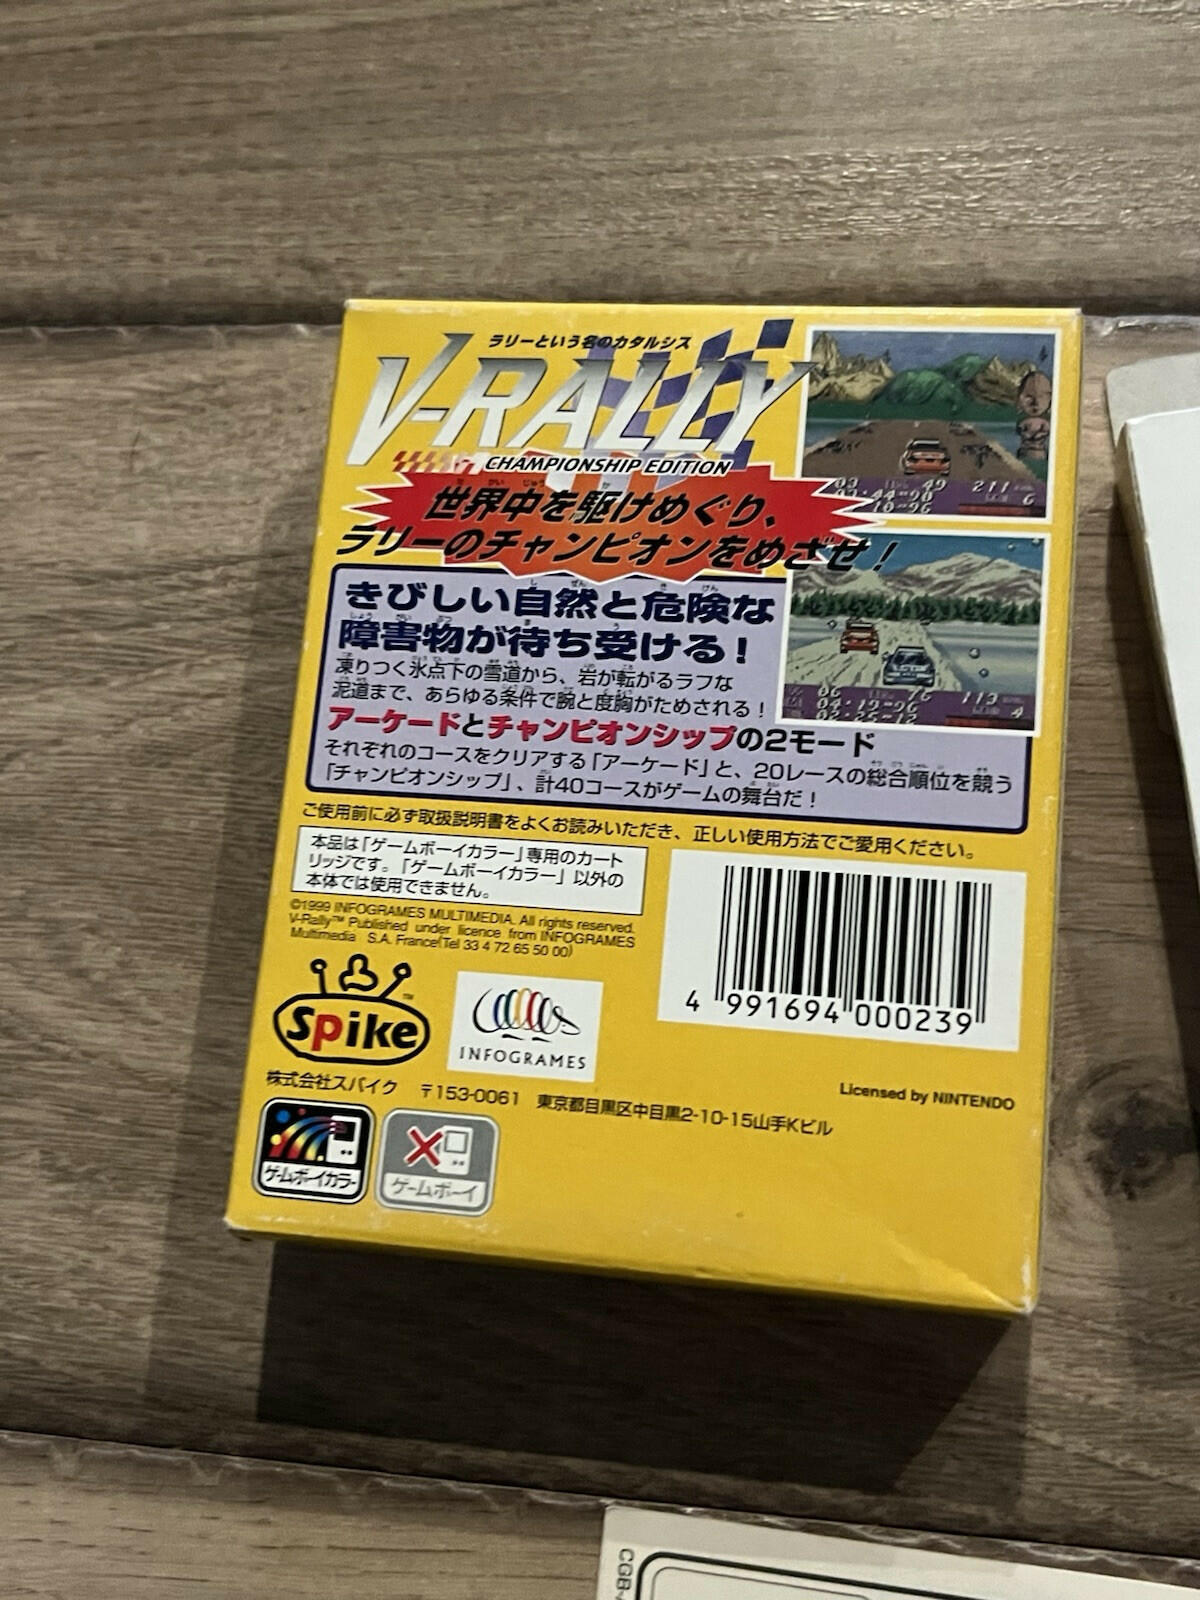 ラリーという名のカタルシス
V-RALLY
CHAMPIONSHIP EDITION
世界中を駆けめぐり、
ラリーのチャンピオンをめざせ！
きびしい自然と危険な
障害物が待ち受ける！
凍りつく氷点下の雪道から、岩が転がるラフな
泥道まで、あらゆる条件で腕と度胸がためされる！
アーケードとチャンピオンシップの2モード
それぞれのコースをクリアする「アーケード」と、20レースの総合順位を競う
「チャンピオンシップ」、計40コースがゲームの舞台だ！
ご使用前に必ず取扱説明書をよくお読みいただき、正しい使用方法でご愛用ください。
本品は「ゲームボーイカラー」専用のカート
リッジです。「ゲームボーイカラー」以外の
本体では使用できません。
©1999 INFOGRAMES MULTIMEDIA. All rights reserved.
V-Rally™ Published under licence from INFOGRAMES
Multimedia S.A. France(Tel 33 4 72 65 50 00)
4 991694 000239
Spike™
INFOGRAMES
Licensed by NINTENDO
株式会社スパイク 〒153-0061 東京都目黒区中目黒2-10-15山手Kビル
ゲームボーイカラー
ゲームボーイ